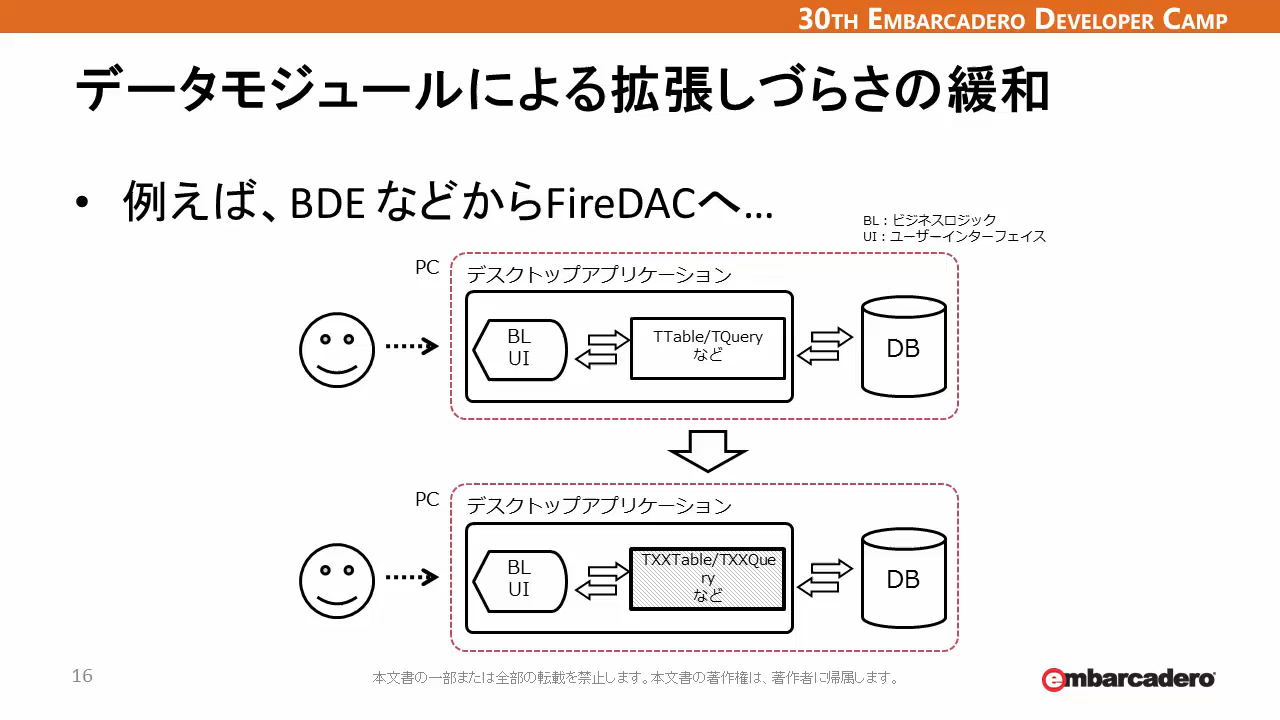 30TH EMBARCADERO DEVELOPER CAMP
データモジュールによる拡張しづらさの緩和
• 例えば、BDE などからFireDACへ…
BL：ビジネスロジック
UI：ユーザーインターフェイス
PC
デスクトップアプリケーション
BL
UI
TTable/TQuery
など
DB
PC
デスクトップアプリケーション
BL
UI
TXXTable/TXXQue
ry
など
DB
16
本文書の一部または全部の転載を禁止します。本文書の著作権は、著作者に帰属します。
embarcadero